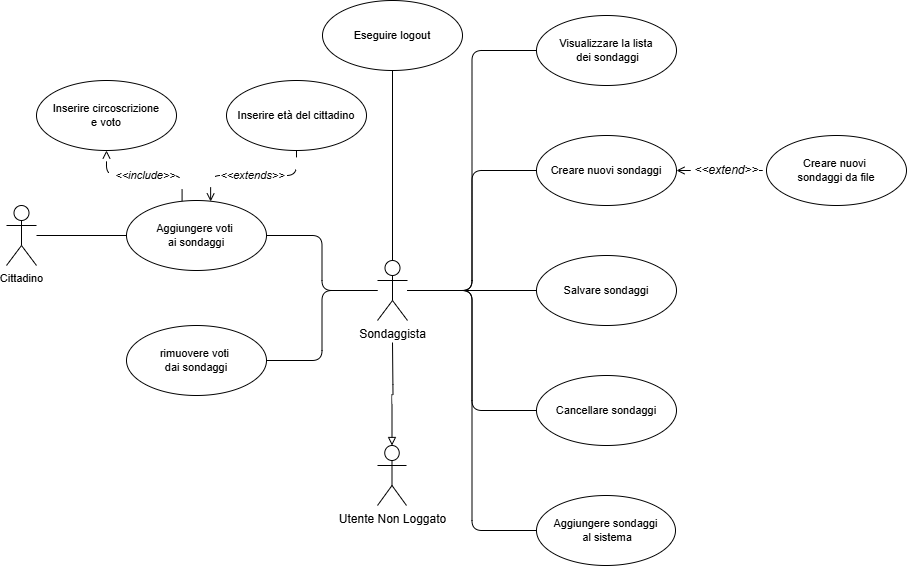 Eseguire logout
Visualizzare la lista
dei sondaggi
Inserire circoscrizione
e voto
Inserire età del cittadino
<<include>>
<<extends>>
Creare nuovi sondaggi
<<extend>>
Creare nuovi
sondaggi da file
Aggiungere voti
ai sondaggi
Cittadino
Salvare sondaggi
Sondaggista
rimuovere voti
dai sondaggi
Cancellare sondaggi
Utente Non Loggato
Aggiungere sondaggi
al sistema